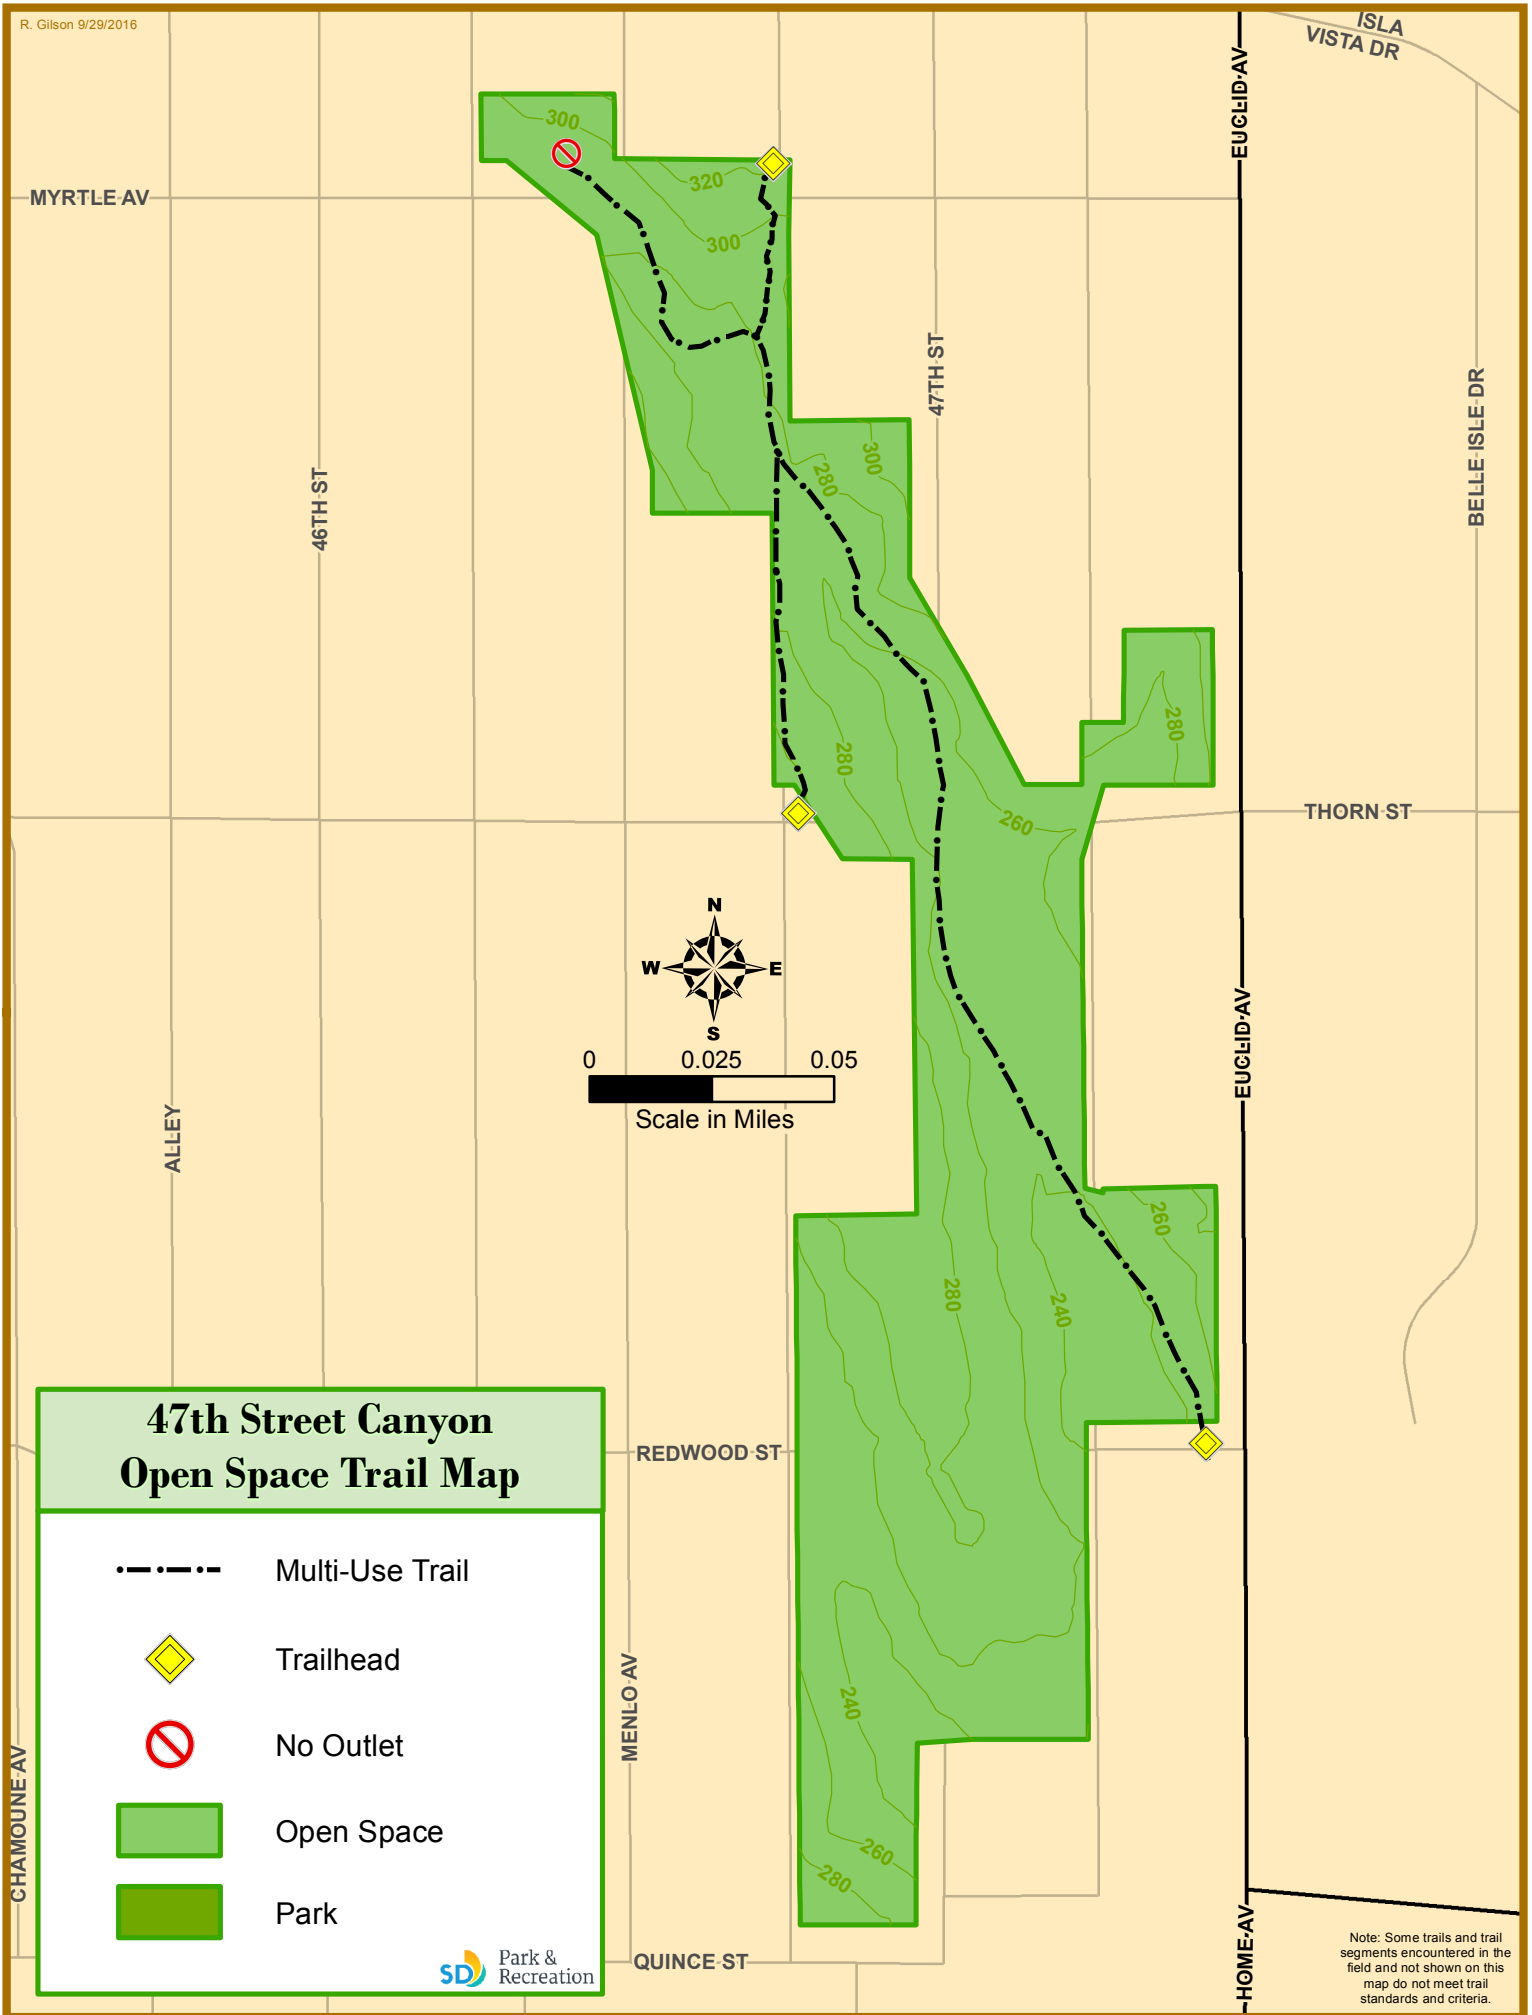 R. Gilson 9/29/2016
ISLA
VISTA DR
EUCLID AV
300
320
MYRTLE AV
300
47TH ST
BELLE ISLE DR
300
280
46TH ST
280
280
THORN ST
260
N
W
E
S
EUCLID AV
0 0.025 0.05
Scale in Miles
ALLEY
260
280
240
47th Street Canyon
Open Space Trail Map
REDWOOD ST
Multi-Use Trail
Trailhead
MENLO AV
240
No Outlet
CHAMOUNE AV
Open Space
260
280
Park
SD Park &
Recreation
QUINCE ST
HOME AV
Note: Some trails and trail
segments encountered in the
field and not shown on this
map do not meet trail
standards and criteria.